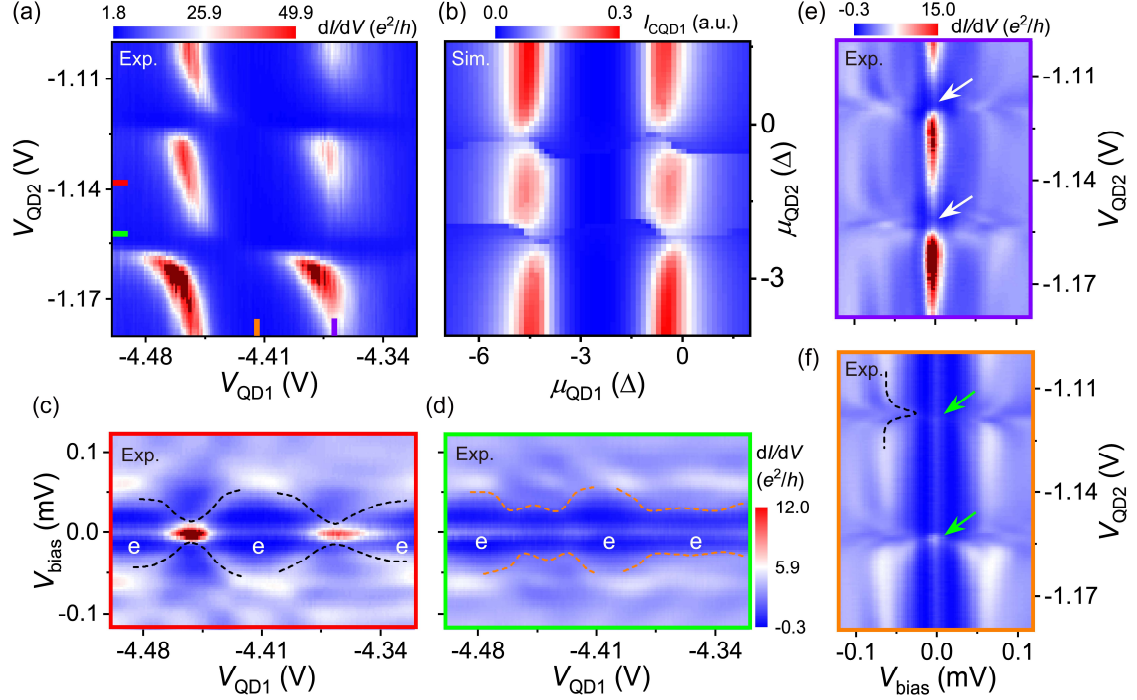 (a)
1.8 25.9 49.9 dI/dV (e²/h)
Exp.
-1.11
-1.14
-1.17
V_QD2 (V)
-4.48 -4.41 -4.34
V_QD1 (V)
(b)
0.0 0.3 I_CQD1 (a.u.)
Sim.
0
-3
μ_QD2 (Δ)
-6 -3 0
μ_QD1 (Δ)
(c)
Exp.
0.1
0.0
-0.1
V_bias (mV)
e e e
-4.48 -4.41 -4.34
V_QD1 (V)
(d)
Exp.
e e e
-4.48 -4.41 -4.34
V_QD1 (V)
dI/dV
(e²/h)
12.0
5.9
-0.3
(e)
-0.3 15.0 dI/dV (e²/h)
Exp.
-1.11
-1.14
-1.17
V_QD2 (V)
(f)
Exp.
-1.11
-1.14
-1.17
V_QD2 (V)
-0.1 0.0 0.1
V_bias (mV)